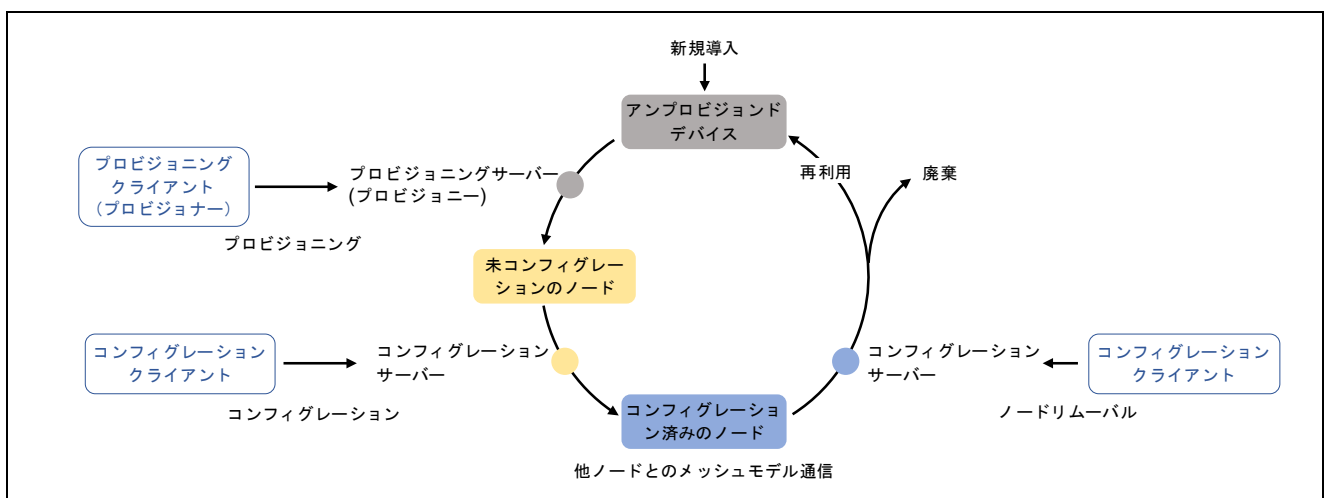 新規導入
アンプロビジョンド
デバイス
再利用
廃棄
プロビジョニング
クライアント
（プロビジョナー）
プロビジョニングサーバー
(プロビジョニー)
プロビジョニング
未コンフィグレー
ションのノード
コンフィグレーション
クライアント
コンフィグレーション
サーバー
コンフィグレーション
コンフィグレーショ
ン済みのノード
他ノードとのメッシュモデル通信
コンフィグレーション
サーバー
コンフィグレーション
クライアント
ノードリムーバル